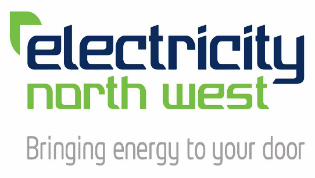 electricity
north west
Bringing energy to your door